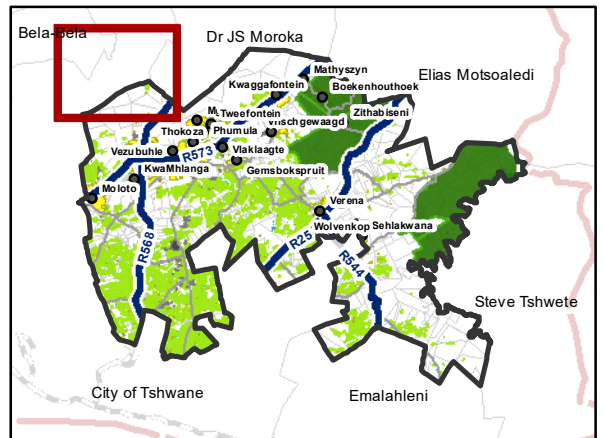 Bela-Bela
Dr JS Moroka
Mathyszyn
Kwaggafontein
Boekenhouthoek
Elias Motsoaledi
Tweefontein
Zithabiseni
Vrischgewaagd
Thokoza
Phumula
Vezubuhle
R573
Vlaklaagte
KwaMhlanga
Gemsbokspruit
Moloto
Verena
R568
R25
Wolvenkop
Sehlakwana
R544
Steve Tshwete
City of Tshwane
Emalahleni